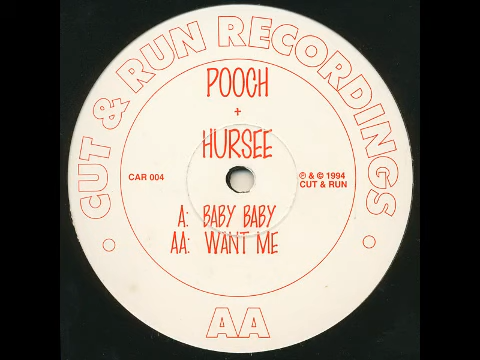 CUT & RUN RECORDINGS
POOCH
+
HURSEE
CAR 004
℗ & © 1994
CUT & RUN
A: BABY BABY
AA: WANT ME
AA